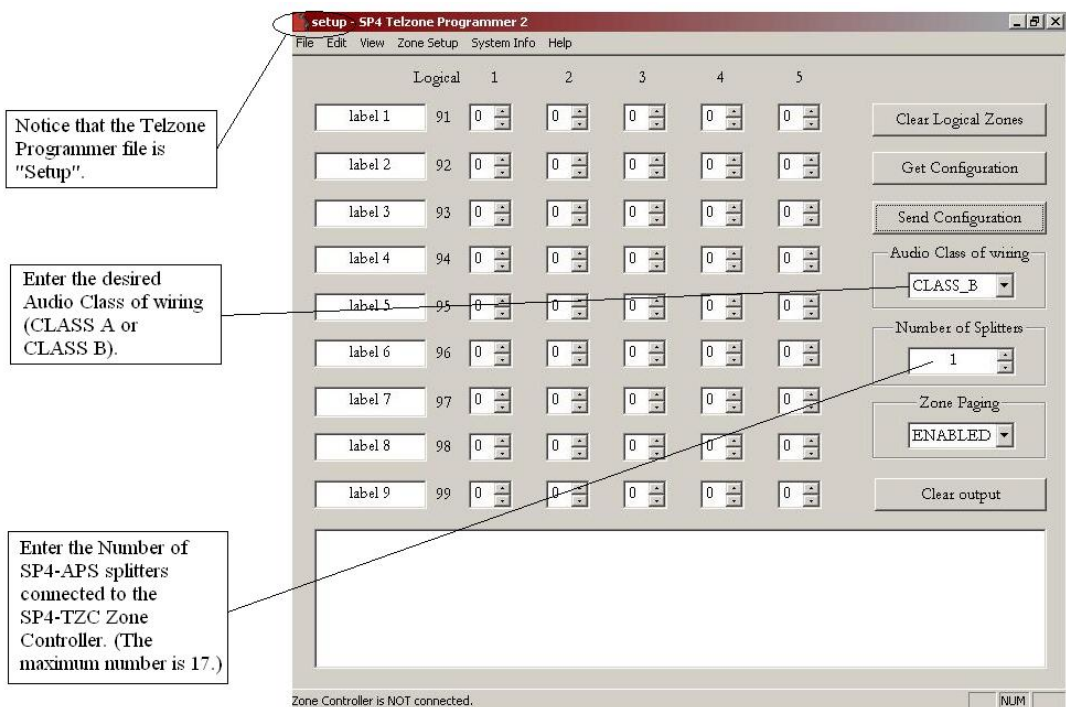 setup - SP4 Telzone Programmer 2
File Edit View Zone Setup System Info Help
Logical 1 2 3 4 5
label 1 91 0 0 0 0 0
label 2 92 0 0 0 0 0
label 3 93 0 0 0 0 0
label 4 94 0 0 0 0 0
label 5 95 0 0 0 0 0
label 6 96 0 0 0 0 0
label 7 97 0 0 0 0 0
label 8 98 0 0 0 0 0
label 9 99 0 0 0 0 0
Clear Logical Zones
Get Configuration
Send Configuration
Audio Class of wiring
CLASS_B
Number of Splitters
1
Zone Paging
ENABLED
Clear output
Zone Controller is NOT connected.
NUM
Notice that the Telzone
Programmer file is
"Setup".
Enter the desired
Audio Class of wiring
(CLASS A or
CLASS B).
Enter the Number of
SP4-APS splitters
connected to the
SP4-TZC Zone
Controller. (The
maximum number is 17.)